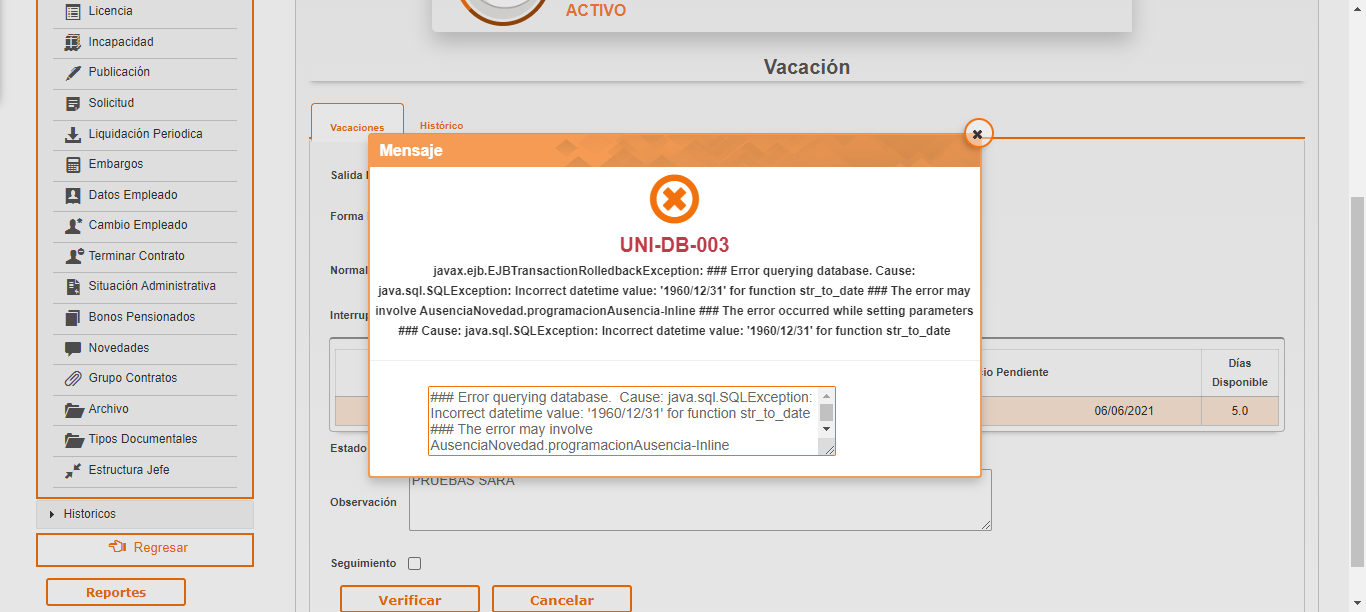 Licencia
Incapacidad
Publicación
Solicitud
Liquidación Periodica
Embargos
Datos Empleado
Cambio Empleado
Terminar Contrato
Situación Administrativa
Bonos Pensionados
Novedades
Grupo Contratos
Archivo
Tipos Documentales
Estructura Jefe
Historicos
Regresar
Reportes
ACTIVO
Vacación
Vacaciones
Histórico
Salida
Forma
Normal
Mensaje
UNI-DB-003
javax.ejb.EJBTransactionRolledbackException: ### Error querying database. Cause:
java.sql.SQLException: Incorrect datetime value: '1960/12/31' for function str_to_date ### The error may
involve AusenciaNovedad.programacionAusencia-Inline ### The error occurred while setting parameters
### Cause: java.sql.SQLException: Incorrect datetime value: '1960/12/31' for function str_to_date
### Error querying database.  Cause: java.sql.SQLException:
Incorrect datetime value: '1960/12/31' for function str_to_date
### The error may involve
AusenciaNovedad.programacionAusencia-Inline
Pendiente
Días
Disponible
06/06/2021
5.0
Estado
Observación
PRUEBAS SARA
Seguimiento
Verificar
Cancelar